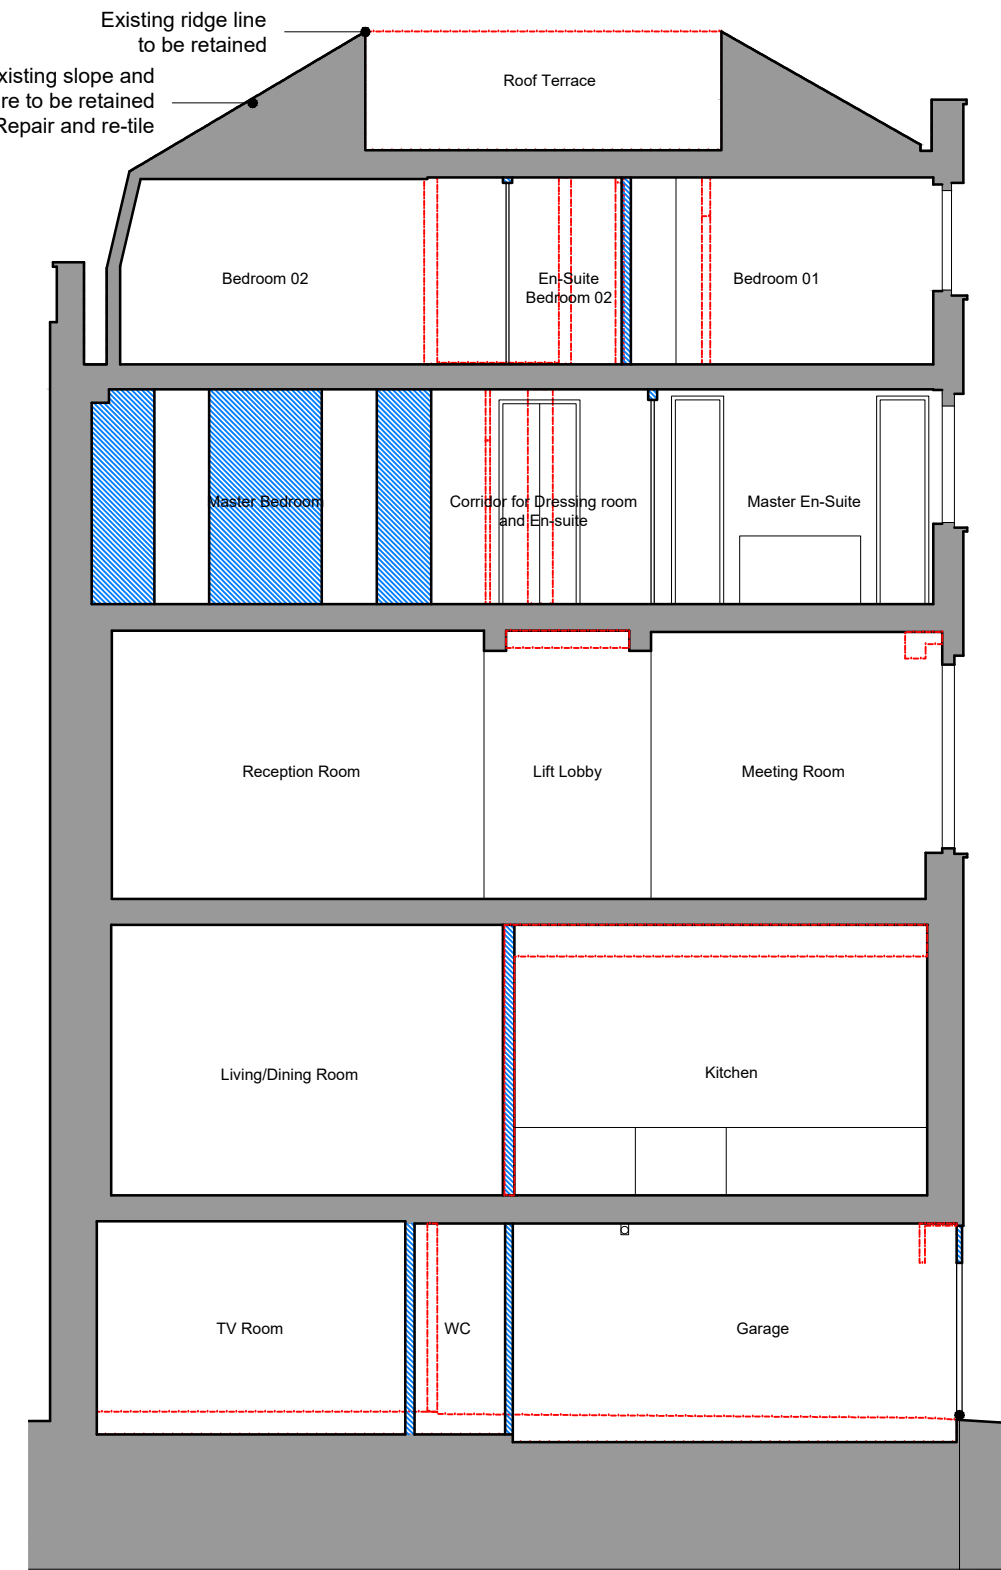 Existing ridge line
to be retained
xisting slope and
re to be retained
Repair and re-tile
Roof Terrace
Bedroom 02
En-Suite
Bedroom 02
Bedroom 01
Master Bedroom
Corridor for Dressing room
and En-suite
Master En-Suite
Reception Room
Lift Lobby
Meeting Room
Living/Dining Room
Kitchen
TV Room
WC
Garage